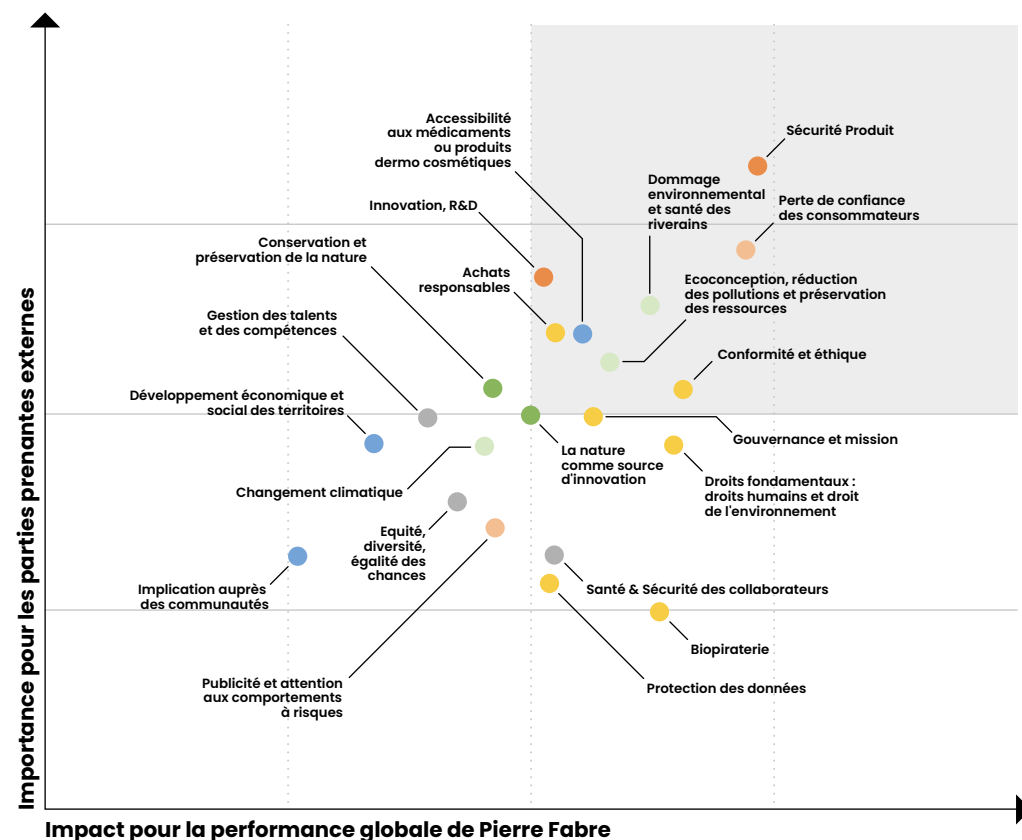 Accessibilité
aux médicaments
ou produits
dermo cosmétiques
Sécurité Produit
Dommage
environnemental
et santé des
riverains
Innovation, R&D
Perte de confiance
des consommateurs
Conservation et
préservation de la nature
Achats
responsables
Ecoconception, réduction
des pollutions et préservation
des ressources
Gestion des talents
et des compétences
Conformité et éthique
Développement économique et
social des territoires
Gouvernance et mission
La nature
comme source
d'innovation
Droits fondamentaux :
droits humains et droit
de l'environnement
Changement climatique
Equité,
diversité,
égalité des
chances
Implication auprès
des communautés
Santé & Sécurité des collaborateurs
Biopiraterie
Publicité et attention
aux comportements
à risques
Protection des données
Importance pour les parties prenantes externes
Impact pour la performance globale de Pierre Fabre